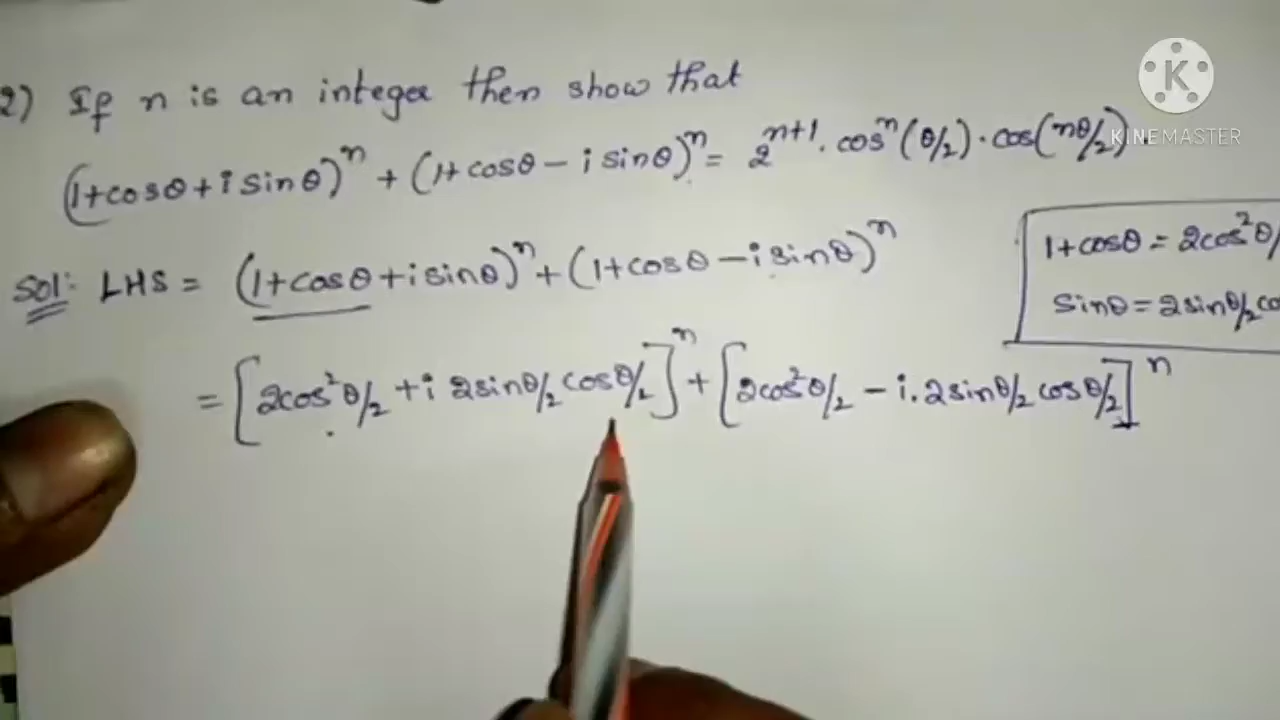 2) If n is an integer then show that
(1+cosθ+i sinθ)^n + (1+cosθ - i sinθ)^n = 2^{n+1}. cos^n(θ/2). cos(nθ/2).
KINEMASTER
Sol: LHS = (1+cosθ+i sinθ)^n + (1+cosθ - i sinθ)^n
1+cosθ = 2cos²θ/
Sinθ = 2sinθ/2 co
= [2cos²θ/2 + i 2sinθ/2 cosθ/2]^n + [2cos²θ/2 - i.2sinθ/2 cosθ/2]^n